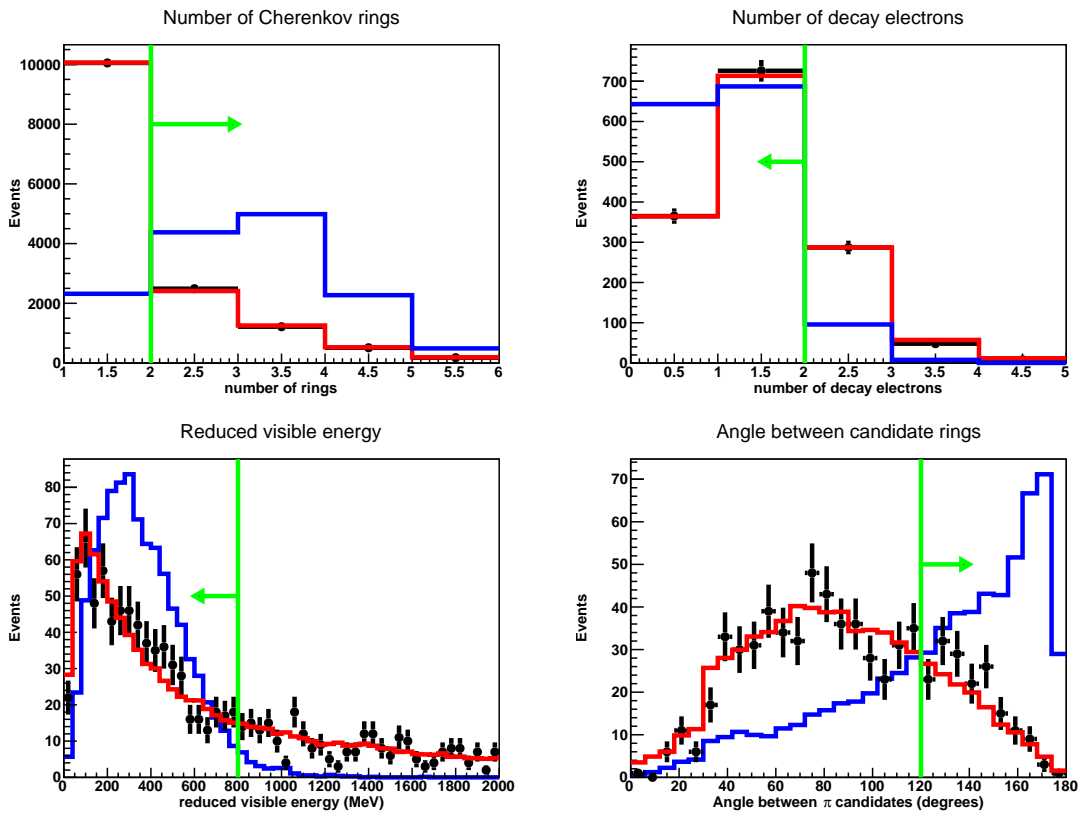 Number of Cherenkov rings
10000
8000
6000
4000
2000
0
Events
1 1.5 2 2.5 3 3.5 4 4.5 5 5.5 6
number of rings
Number of decay electrons
700
600
500
400
300
200
100
0
Events
0 0.5 1 1.5 2 2.5 3 3.5 4 4.5 5
number of decay electrons
Reduced visible energy
80
70
60
50
40
30
20
10
0
Events
0 200 400 600 800 1000 1200 1400 1600 1800 2000
reduced visible energy (MeV)
Angle between candidate rings
70
60
50
40
30
20
10
0
Events
0 20 40 60 80 100 120 140 160 180
Angle between π candidates (degrees)